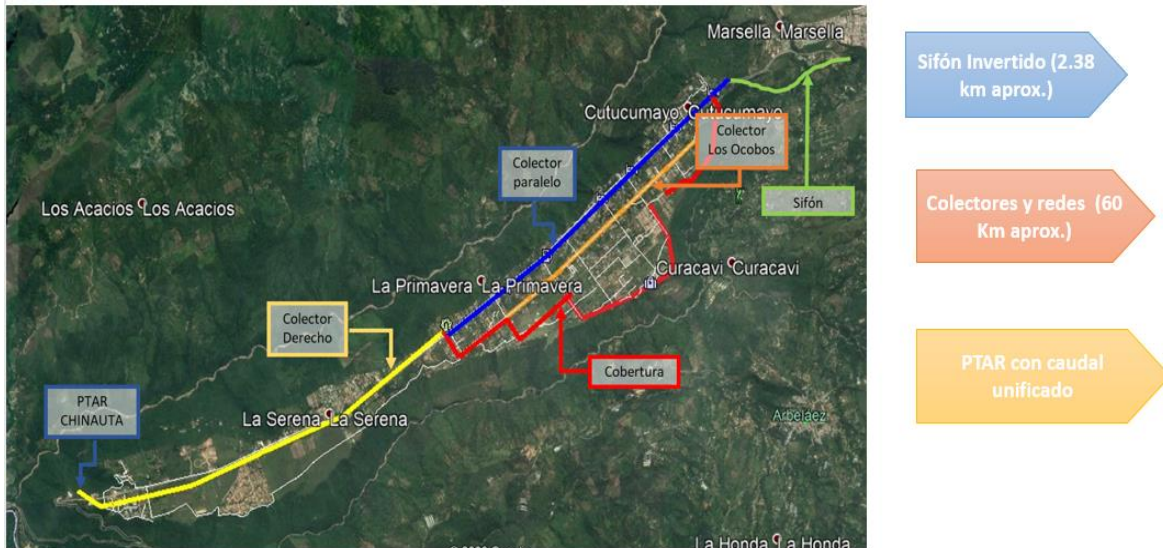 Marsella Marsella
Cutucumayo Cutucumayo
Colector
Los Ocobos
Colector
paralelo
Sifón
Los Acacios Los Acacios
Curacavi Curacavi
La Primavera La Primavera
Colector
Derecho
Cobertura
PTAR
CHINAUTA
La Serena La Serena
Arbeláez
La Honda La Honda
Sifón Invertido (2.38
km aprox.)
Colectores y redes (60
Km aprox.)
PTAR con caudal
unificado